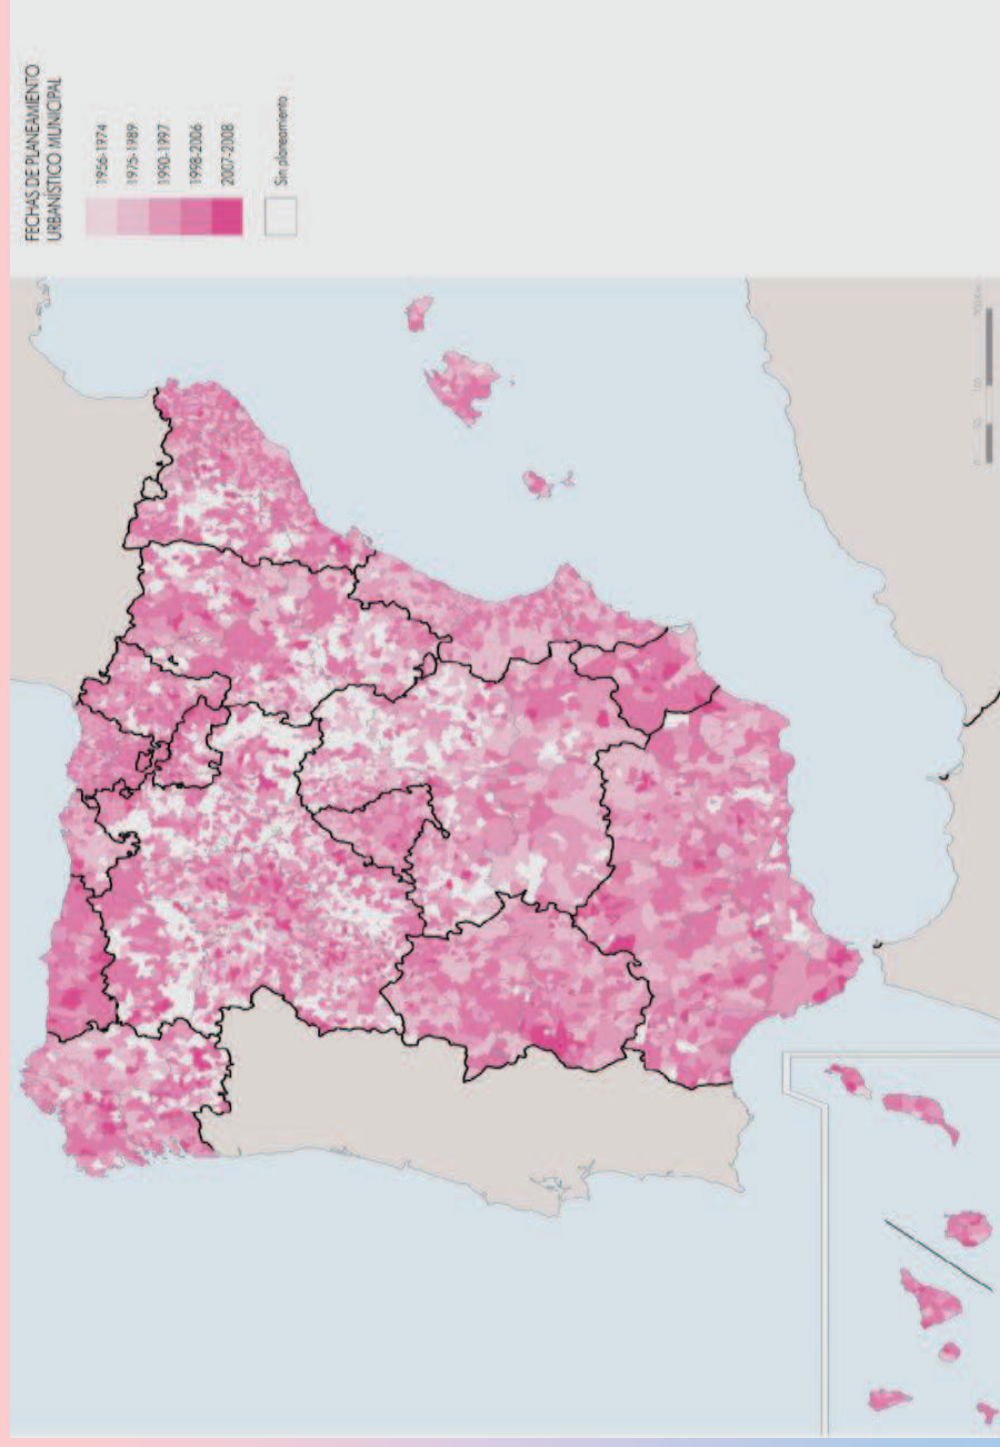 FECHAS DE PLANEAMIENTO
URBANÍSTICO MUNICIPAL
1956-1974
1975-1989
1990-1997
1998-2006
2007-2008
Sin planeamiento